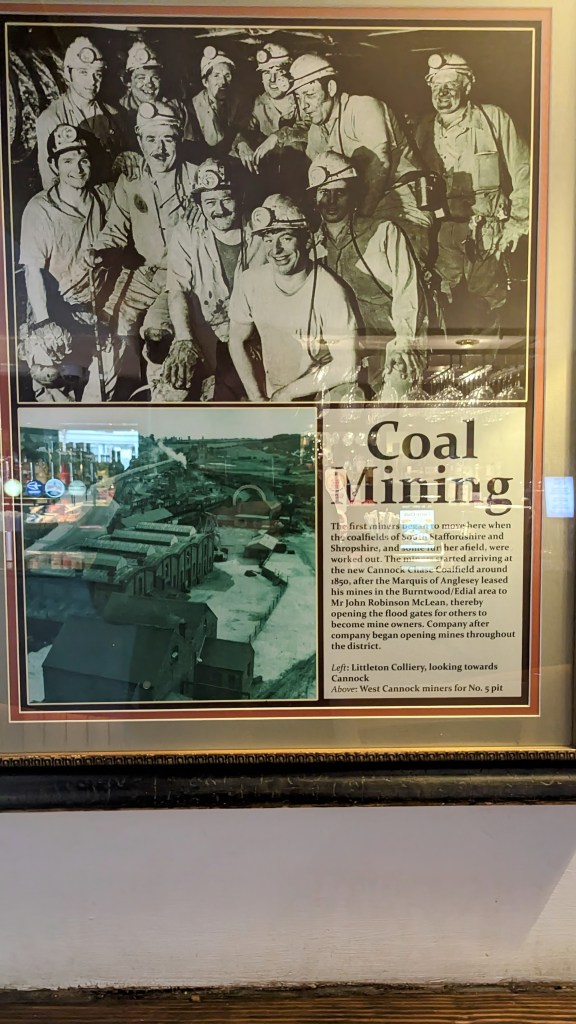 Coal
Mining
The first miners began to move here when
the coalfields of South Staffordshire and
Shropshire, and some further afield, were
worked out. The miners started arriving at
the new Cannock Chase Coalfield around
1850, after the Marquis of Anglesey leased
his mines in the Burntwood/Edial area to
Mr John Robinson McLean, thereby
opening the flood gates for others to
become mine owners. Company after
company began opening mines throughout
the district.
Left: Littleton Colliery, looking towards
Cannock
Above: West Cannock miners for No. 5 pit